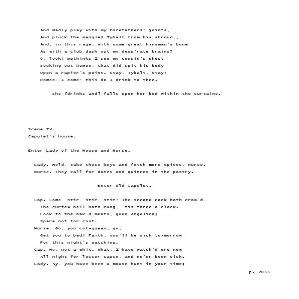 And madly play with my forefathers' joints,
And pluck the mangled Tybalt from his shroud,
And, in this rage, with some great kinsman's bone
As with a club dash out my desp'rate brains?
O, look! methinks I see my cousin's ghost
Seeking out Romeo, that did spit his body
Upon a rapier's point. Stay, Tybalt, stay!
Romeo, I come! this do I drink to thee.
She [drinks and] falls upon her bed within the curtains.
Scene IV.
Capulet's house.
Enter Lady of the House and Nurse.
Lady. Hold, take these keys and fetch more spices, nurse.
Nurse. They call for dates and quinces in the pastry.
Enter Old Capulet.
Cap. Come, stir, stir, stir! The second cock hath crow'd,
The curfew bell hath rung, 'tis three o'clock.
Look to the bak'd meats, good Angelica;
Spare not for cost.
Nurse. Go, you cot-quean, go,
Get you to bed! Faith, you'll be sick to-morrow
For this night's watching.
Cap. No, not a whit. What, I have watch'd ere now
All night for lesser cause, and ne'er been sick.
Lady. Ay, you have been a mouse-hunt in your time;